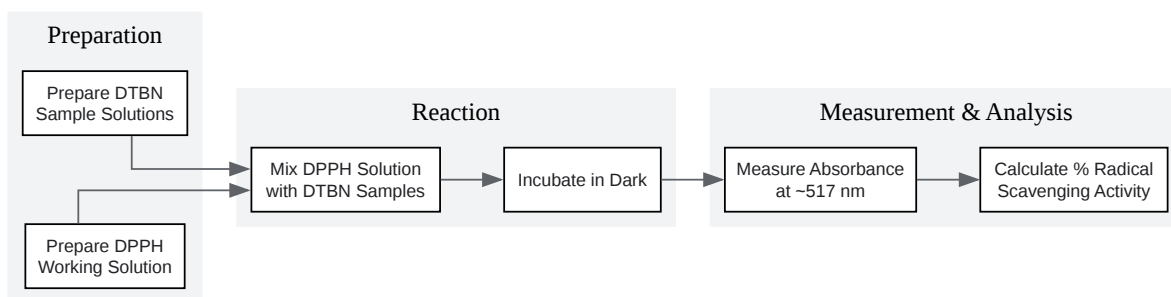 Preparation
Prepare DTBN
Sample Solutions
Prepare DPPH
Working Solution
Reaction
Mix DPPH Solution
with DTBN Samples
Incubate in Dark
Measurement & Analysis
Measure Absorbance
at ~517 nm
Calculate % Radical
Scavenging Activity